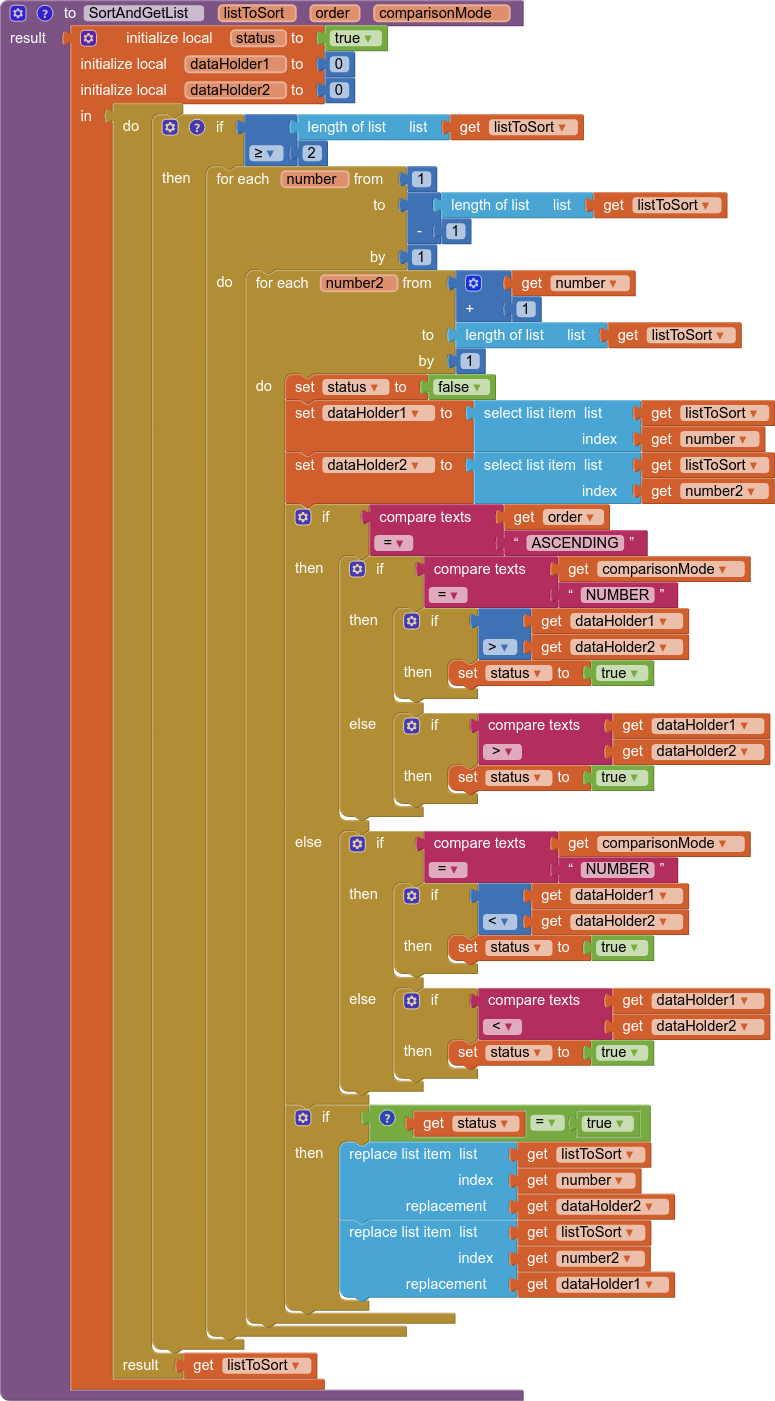 to SortAndGetList listToSort order comparisonMode
result initialize local status to true
initialize local dataHolder1 to 0
initialize local dataHolder2 to 0
in
do ? if length of list list get listToSort
≥ 2
then for each number from 1
to length of list list get listToSort
- 1
by 1
do for each number2 from get number
+ 1
to length of list list get listToSort
by 1
do set status to false
set dataHolder1 to select list item list get listToSort
index get number
set dataHolder2 to select list item list get listToSort
index get number2
if compare texts get order
= “ ASCENDING ”
then if compare texts get comparisonMode
= “ NUMBER ”
then if get dataHolder1
> get dataHolder2
then set status to true
else if compare texts get dataHolder1
> get dataHolder2
then set status to true
else if compare texts get comparisonMode
= “ NUMBER ”
then if get dataHolder1
< get dataHolder2
then set status to true
else if compare texts get dataHolder1
< get dataHolder2
then set status to true
if ? get status = true
then replace list item list get listToSort
index get number
replacement get dataHolder2
replace list item list get listToSort
index get number2
replacement get dataHolder1
result get listToSort